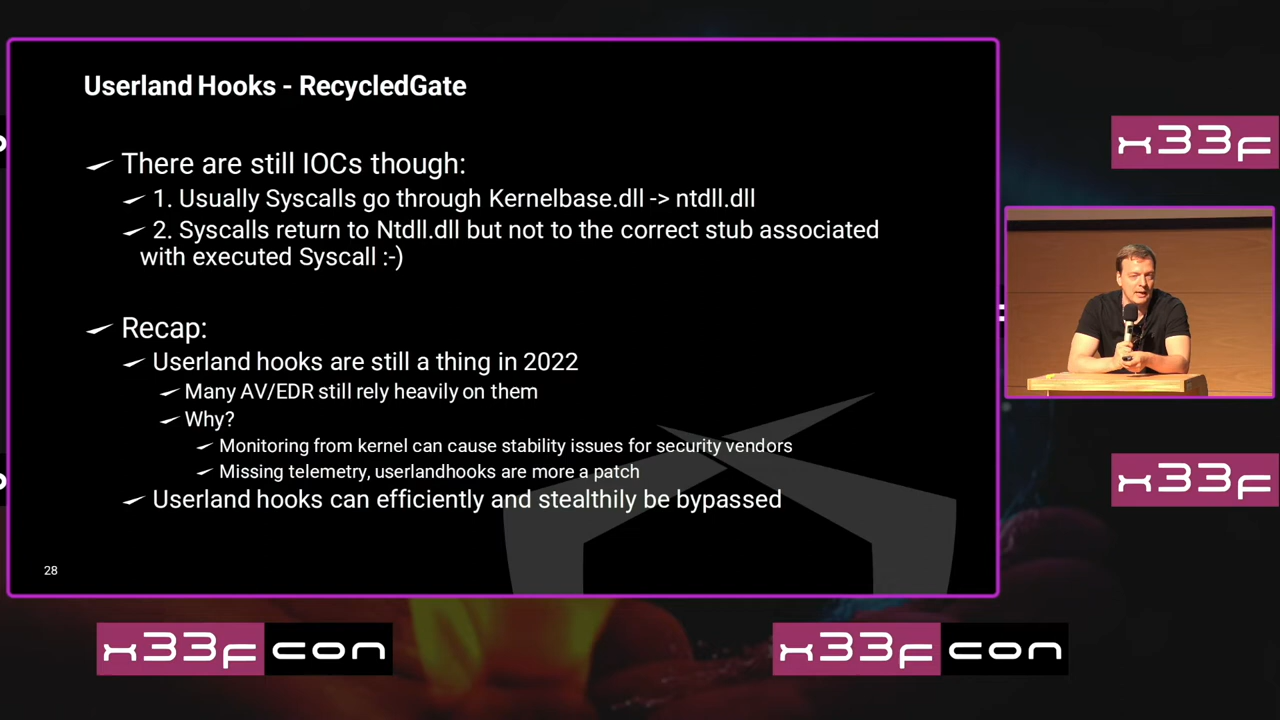 Userland Hooks - RecycledGate
There are still IOCs though:
1. Usually Syscalls go through Kernelbase.dll -> ntdll.dll
2. Syscalls return to Ntdll.dll but not to the correct stub associated
with executed Syscall :-)
Recap:
Userland hooks are still a thing in 2022
Many AV/EDR still rely heavily on them
Why?
Monitoring from kernel can cause stability issues for security vendors
Missing telemetry, userlandhooks are more a patch
Userland hooks can efficiently and stealthily be bypassed
28
x33f
x33f
x33fcon
x33fcon